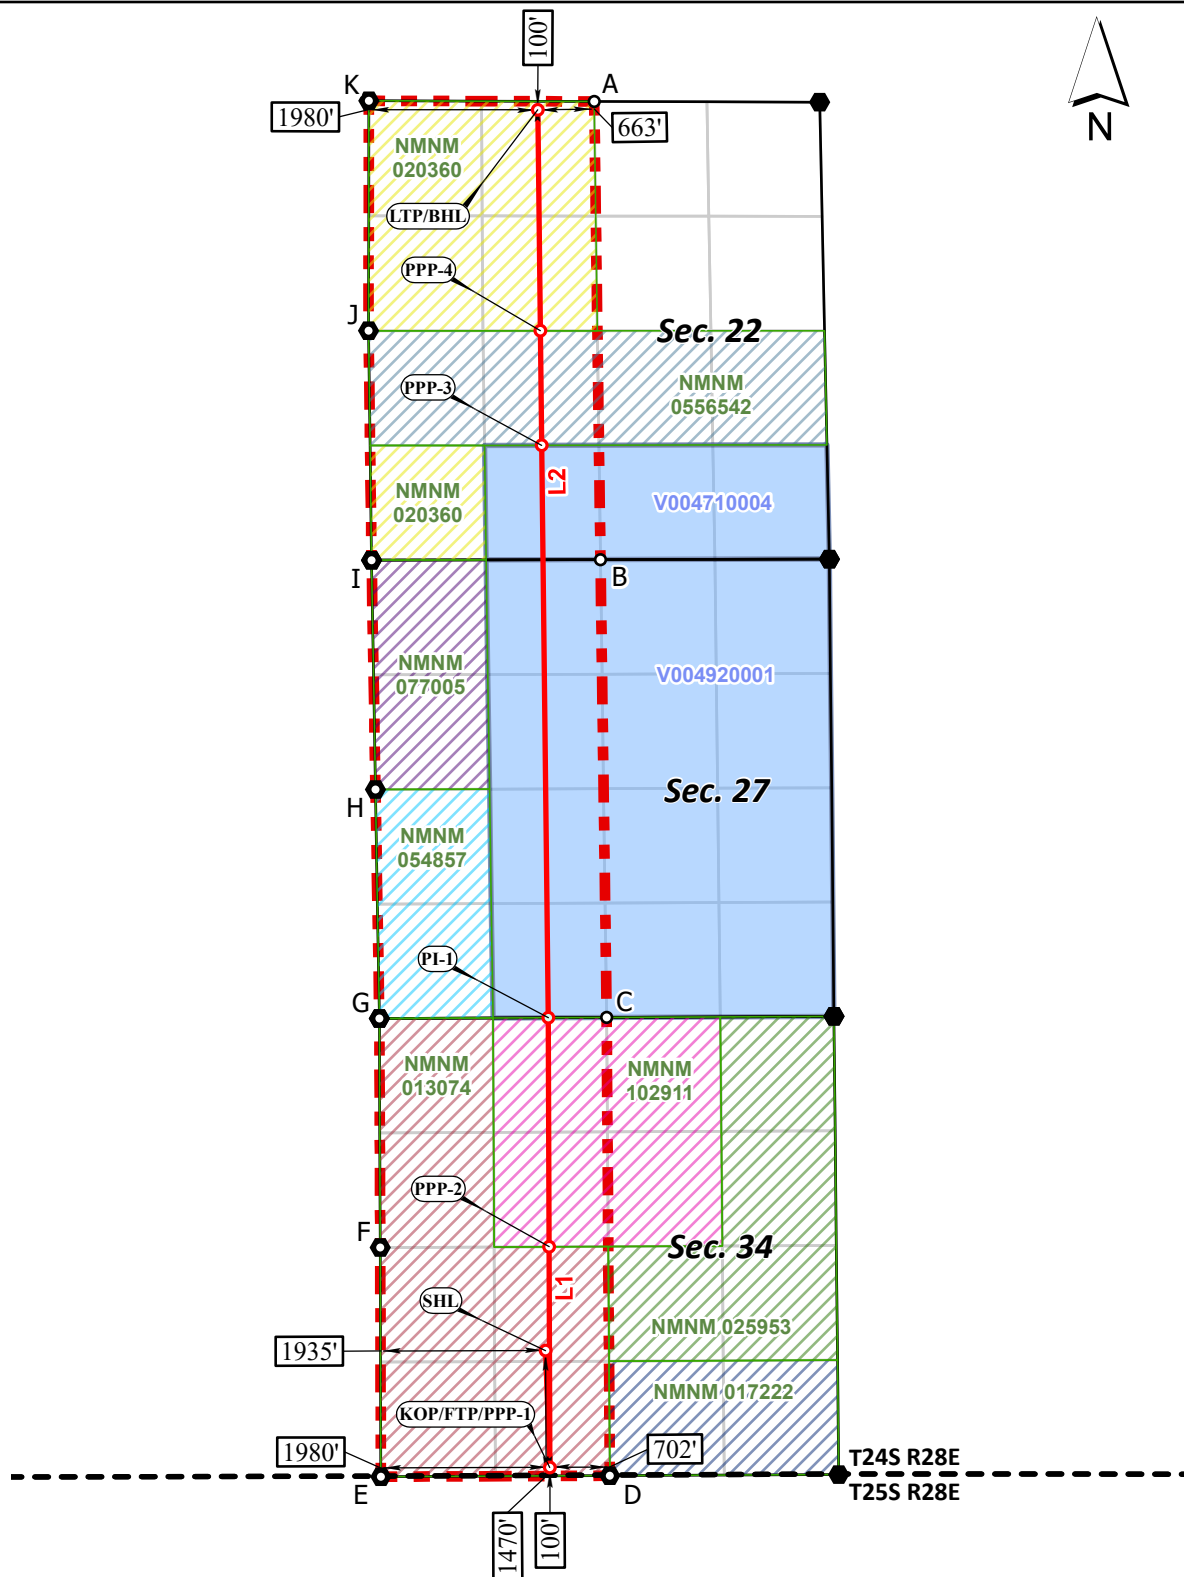 100'
K
A
1980'
663'
N
NMNM
020360
LTP/BHL
PPP-4
J
Sec. 22
PPP-3
NMNM
0556542
L2
NMNM
020360
V004710004
I
B
NMNM
077005
V004920001
H
Sec. 27
NMNM
054857
PI-1
G
C
NMNM
013074
NMNM
102911
PPP-2
F
Sec. 34
L1
SHL
NMNM 025953
1935'
NMNM 017222
KOP/FTP/PPP-1
1980'
702'
T24S R28E
E
D
T25S R28E
1470'
100'